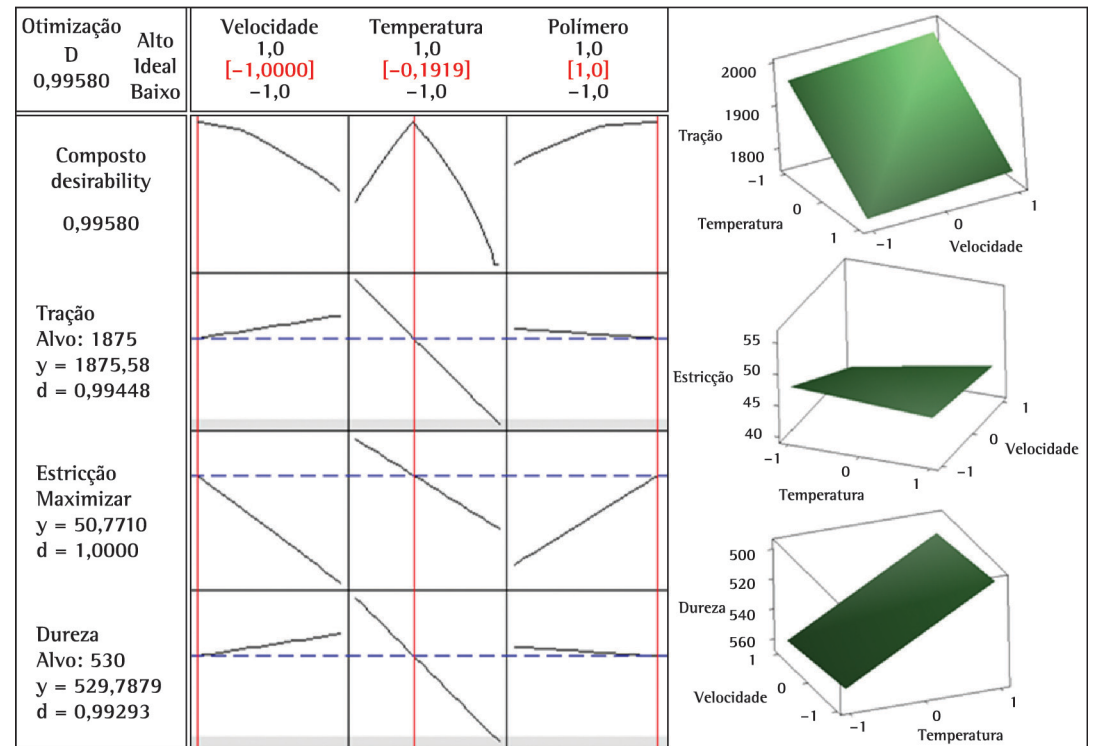 Otimização
D
0,99580
Alto
Ideal
Baixo
Velocidade
1,0
[−1,0000]
−1,0
Temperatura
1,0
[−0,1919]
−1,0
Polímero
1,0
[1,0]
−1,0
Composto
desirability
0,99580
Tração
Alvo: 1875
y = 1875,58
d = 0,99448
Estricção
Maximizar
y = 50,7710
d = 1,0000
Dureza
Alvo: 530
y = 529,7879
d = 0,99293
2000
1900
Tração
1800
−1
0
Temperatura
1
−1
0
1
Velocidade
55
50
Estricção
45
40
−1
0
1
Temperatura
−1
0
1
Velocidade
500
520
Dureza
540
560
1
Velocidade
0
−1
−1
0
1
Temperatura